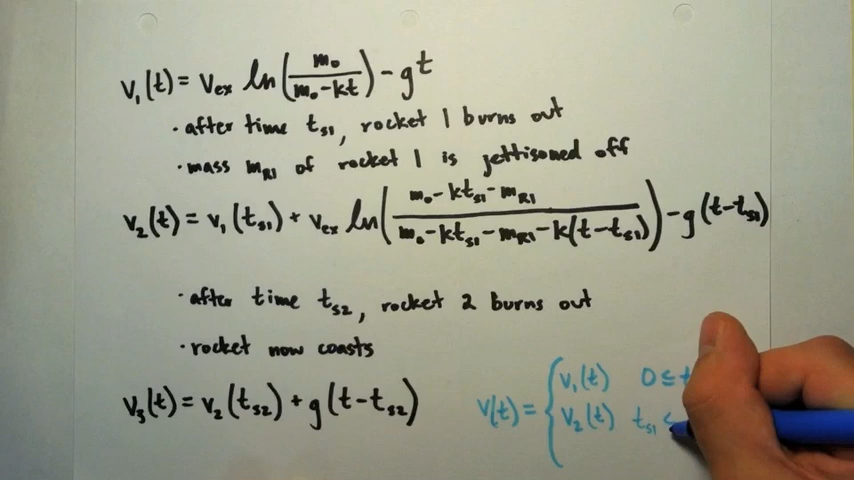 v₁(t) = vₑₓ ln(m₀/(m₀-kt)) - gt
· after time t_S1, rocket 1 burns out
· mass m_R1 of rocket 1 is jettisoned off
v₂(t) = v₁(t_S1) + vₑₓ ln((m₀-kt_S1-m_R1)/(m₀-kt_S1-m_R1-k(t-t_S1))) - g(t-t_S1)
· after time t_S2, rocket 2 burns out
· rocket now coasts
v₃(t) = v₂(t_S2) + g(t-t_S2)
v(t) = { v₁(t) 0 ≤ t
v₂(t) t_S1 ≤